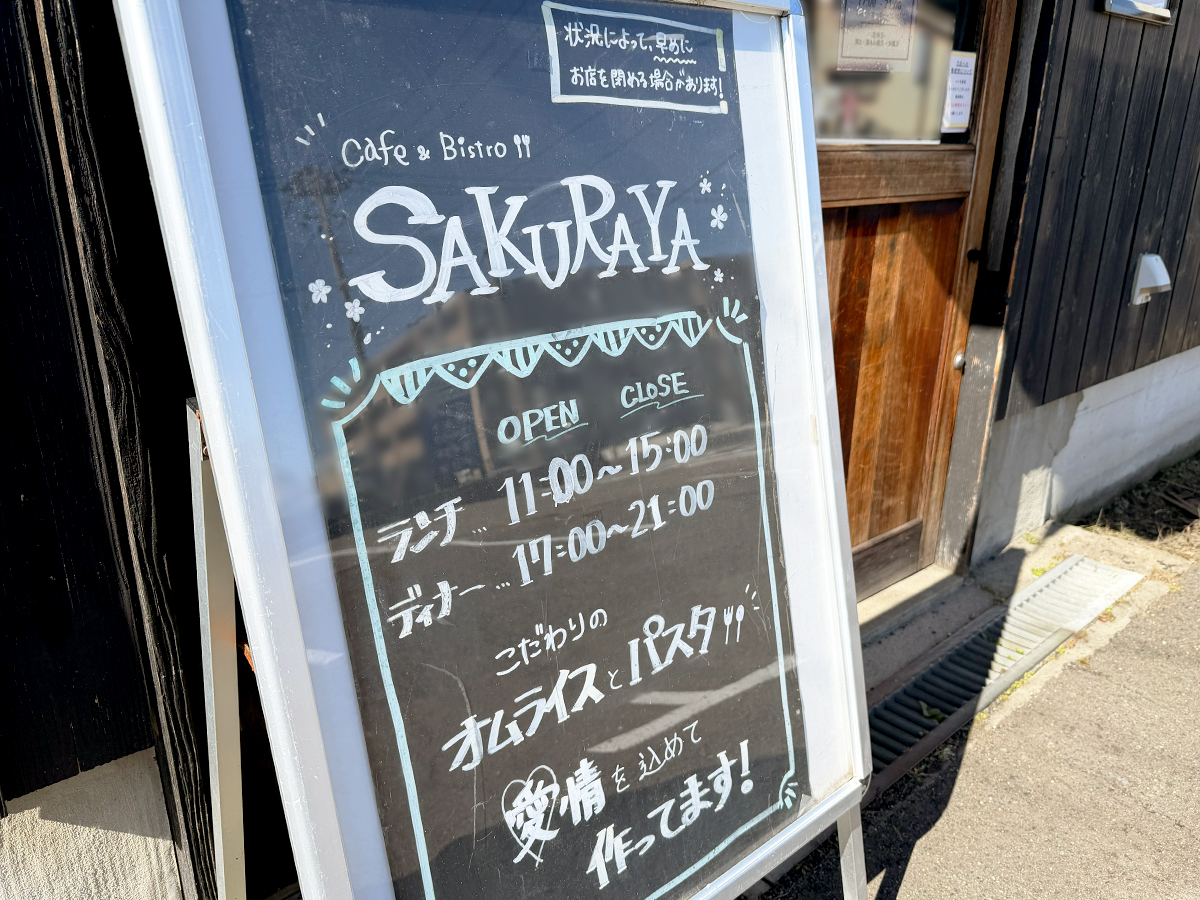 状況によって、早めに
お店を閉める場合があります!
Cafe & Bistro
SAKURAYA
OPEN CLOSE
ランチ... 11:00~15:00
ディナー... 17:00~21:00
こだわりの
オムライスとパスタ
愛情を込めて
作ってます!